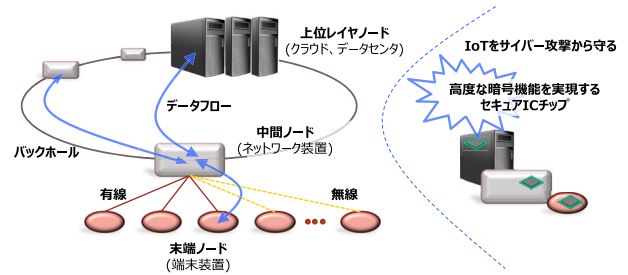 上位レイヤノード
(クラウド、データセンタ)
データフロー
バックホール
中間ノード
(ネットワーク装置)
有線
無線
末端ノード
(端末装置)
IoTをサイバー攻撃から守る
高度な暗号機能を実現する
セキュアICチップ